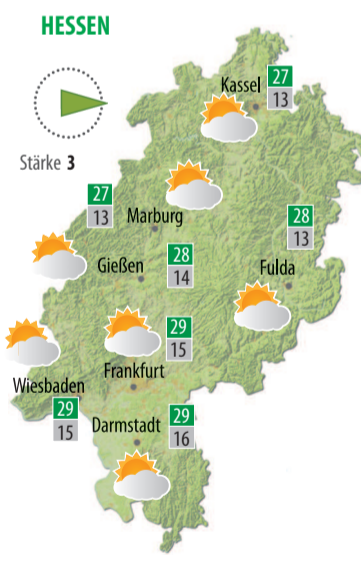 HESSEN
Kassel
27
13
Stärke 3
27
13
Marburg
28
13
Gießen
28
14
Fulda
29
15
Frankfurt
Wiesbaden
29
15
Darmstadt
29
16